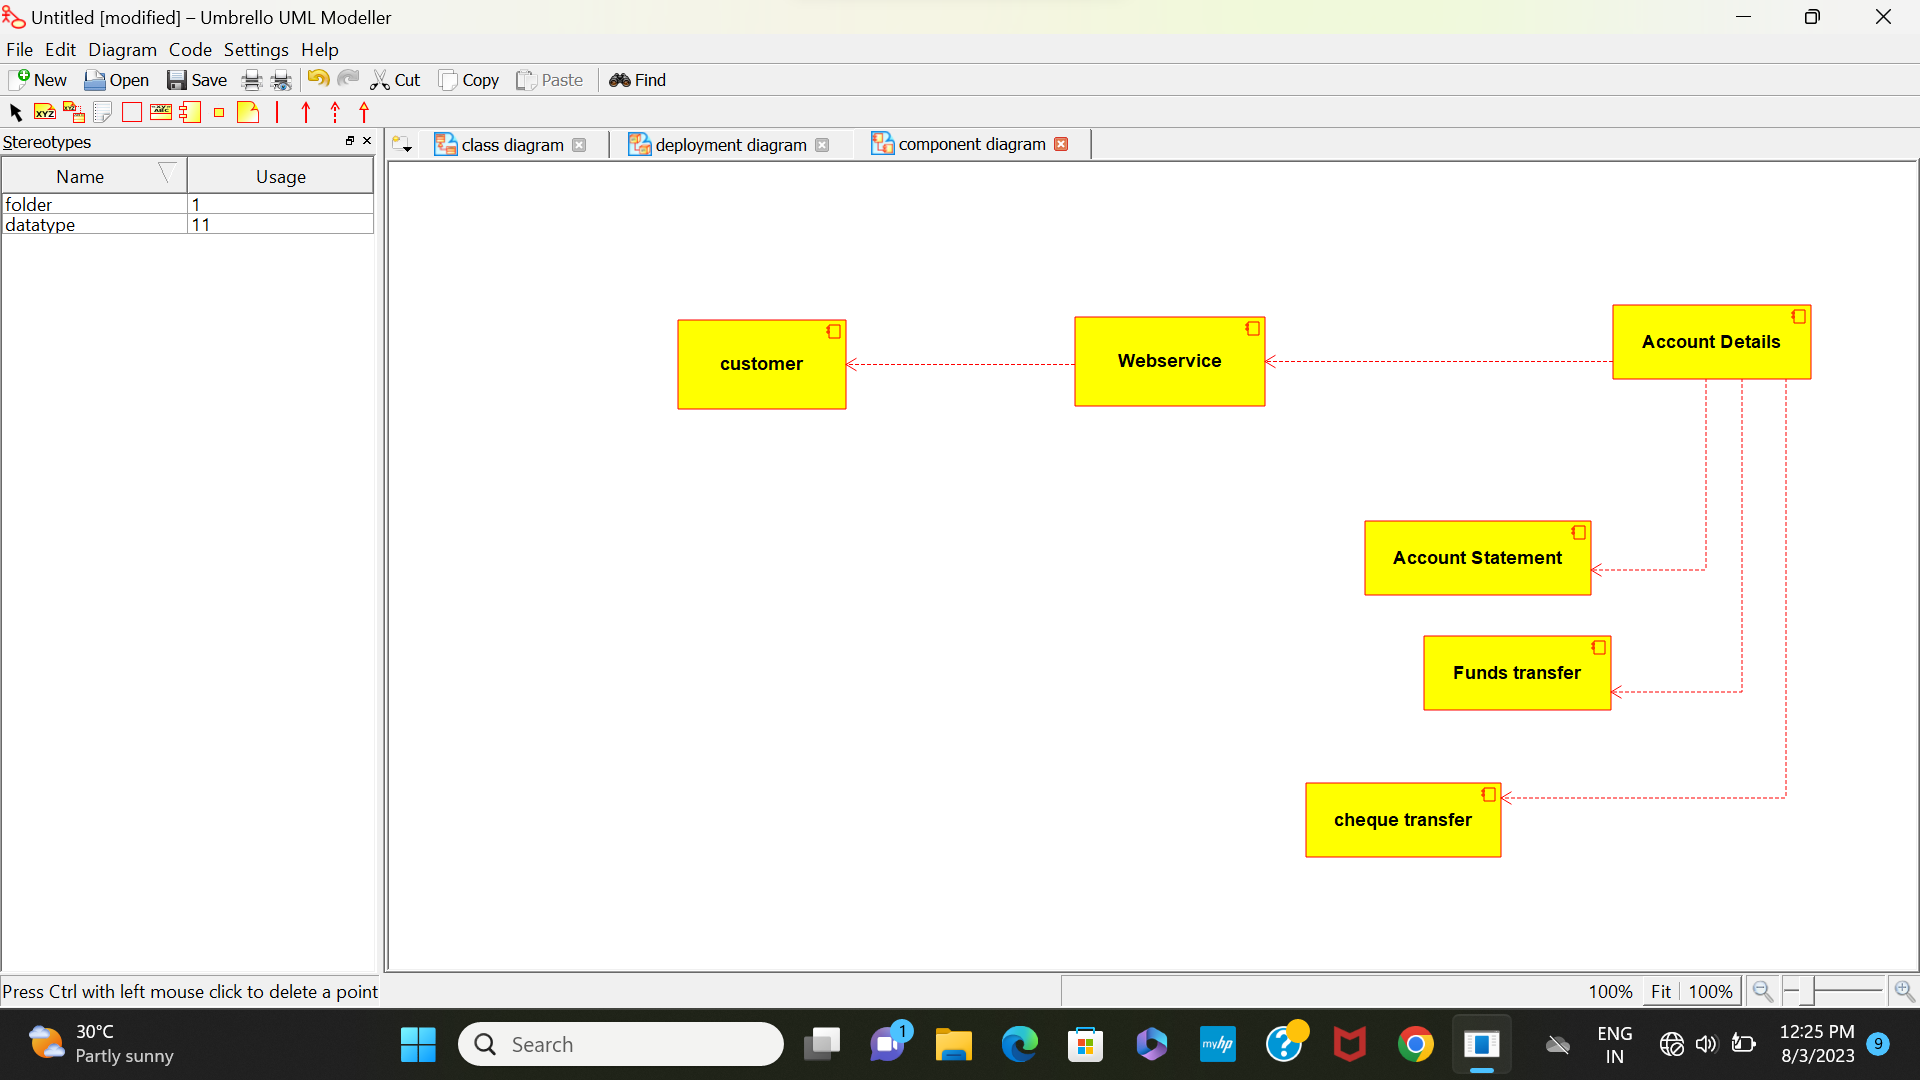 Untitled [modified] – Umbrello UML Modeller
File Edit Diagram Code Settings Help
New Open Save Cut Copy Paste Find
Stereotypes
class diagram deployment diagram component diagram
Name Usage
folder 1
datatype 11
customer
Webservice
Account Details
Account Statement
Funds transfer
cheque transfer
Press Ctrl with left mouse click to delete a point
100% Fit 100%
30°C
Partly sunny
Search
1
myhp
ENG
IN
12:25 PM
8/3/2023
9